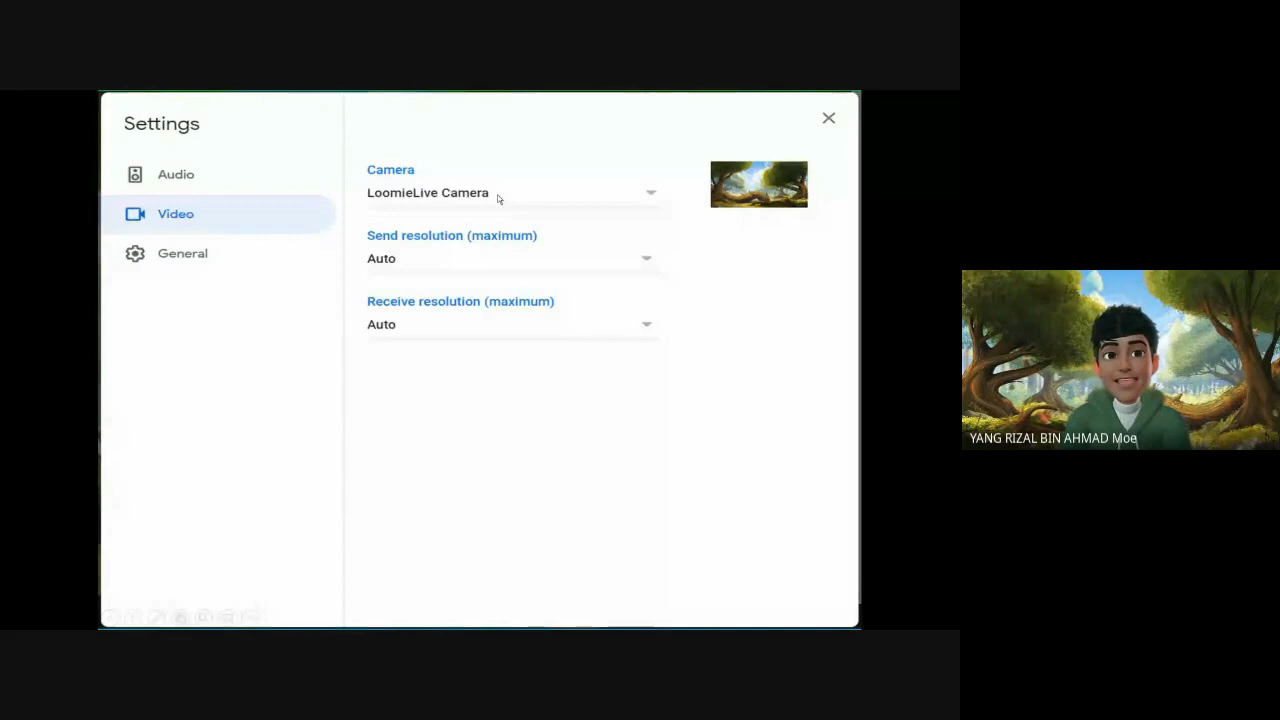 Settings
Audio
Video
General
Camera
LoomieLive Camera
Send resolution (maximum)
Auto
Receive resolution (maximum)
Auto
YANG RIZAL BIN AHMAD Moe